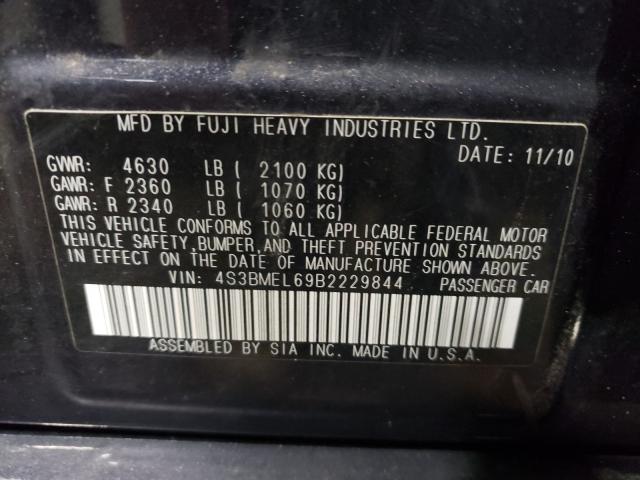 MFD BY FUJI HEAVY INDUSTRIES LTD.
DATE: 11/10
GVWR: 4630 LB ( 2100 KG)
GAWR: F 2360 LB ( 1070 KG)
GAWR: R 2340 LB ( 1060 KG)
THIS VEHICLE CONFORMS TO ALL APPLICABLE FEDERAL MOTOR
VEHICLE SAFETY, BUMPER, AND THEFT PREVENTION STANDARDS
IN EFFECT ON THE DATE OF MANUFACTURE SHOWN ABOVE.
VIN: 4S3BMEL69B2229844 PASSENGER CAR
ASSEMBLED BY SIA INC. MADE IN U.S.A.